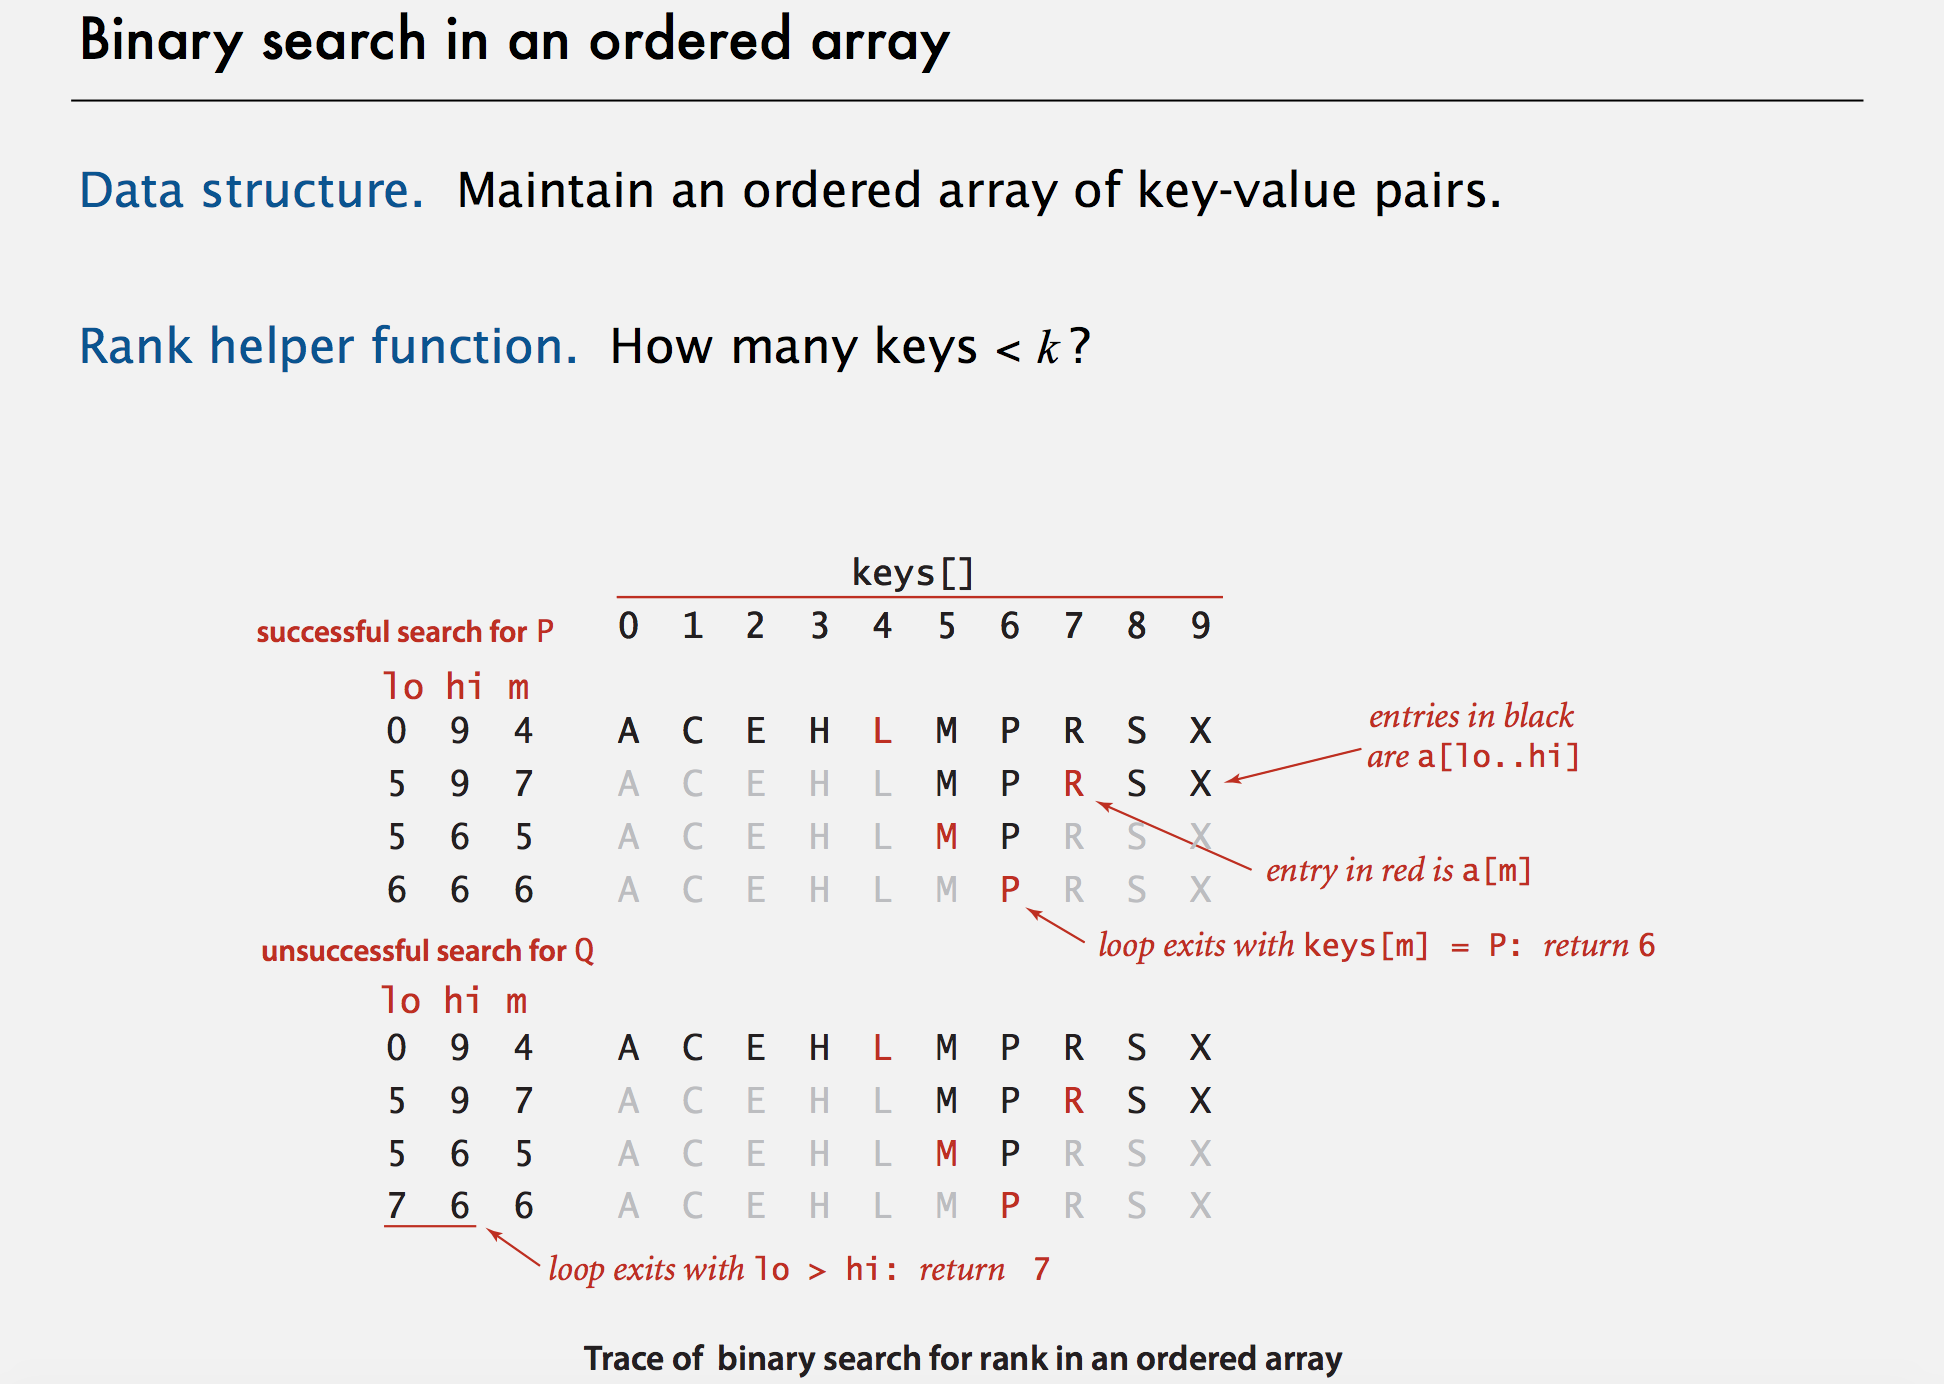 Binary search in an ordered array
Data structure. Maintain an ordered array of key-value pairs.
Rank helper function. How many keys < k ?
keys[]
successful search for P 0 1 2 3 4 5 6 7 8 9
lo hi m
0 9 4 A C E H L M P R S X
5 9 7 A C E H L M P R S X
5 6 5 A C E H L M P R S X
6 6 6 A C E H L M P R S X
entries in black
are a[lo..hi]
entry in red is a[m]
loop exits with keys[m] = P: return 6
unsuccessful search for Q
lo hi m
0 9 4 A C E H L M P R S X
5 9 7 A C E H L M P R S X
5 6 5 A C E H L M P R S X
7 6 6 A C E H L M P R S X
loop exits with lo > hi: return 7
Trace of binary search for rank in an ordered array